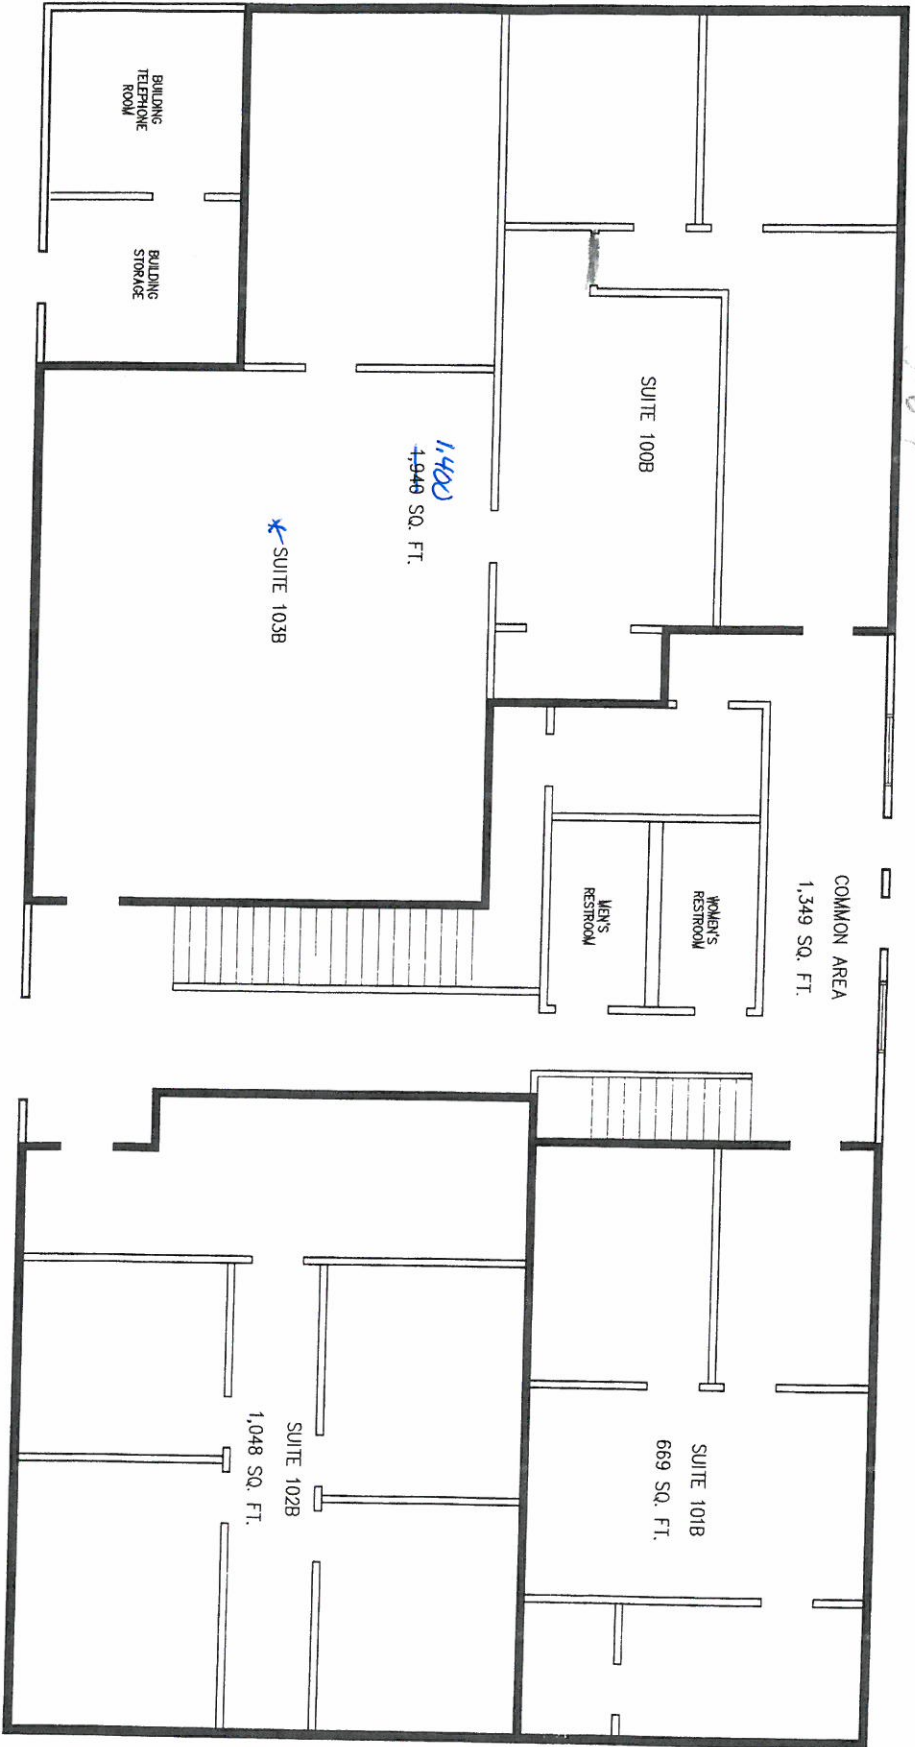 BUILDING
TELEPHONE
ROOM
BUILDING
STORAGE
SUITE 100B
1,400
1,940 SQ. FT.
* SUITE 103B
COMMON AREA
1,349 SQ. FT.
WOMEN'S
RESTROOM
MEN'S
RESTROOM
SUITE 101B
669 SQ. FT.
SUITE 102B
1,048 SQ. FT.